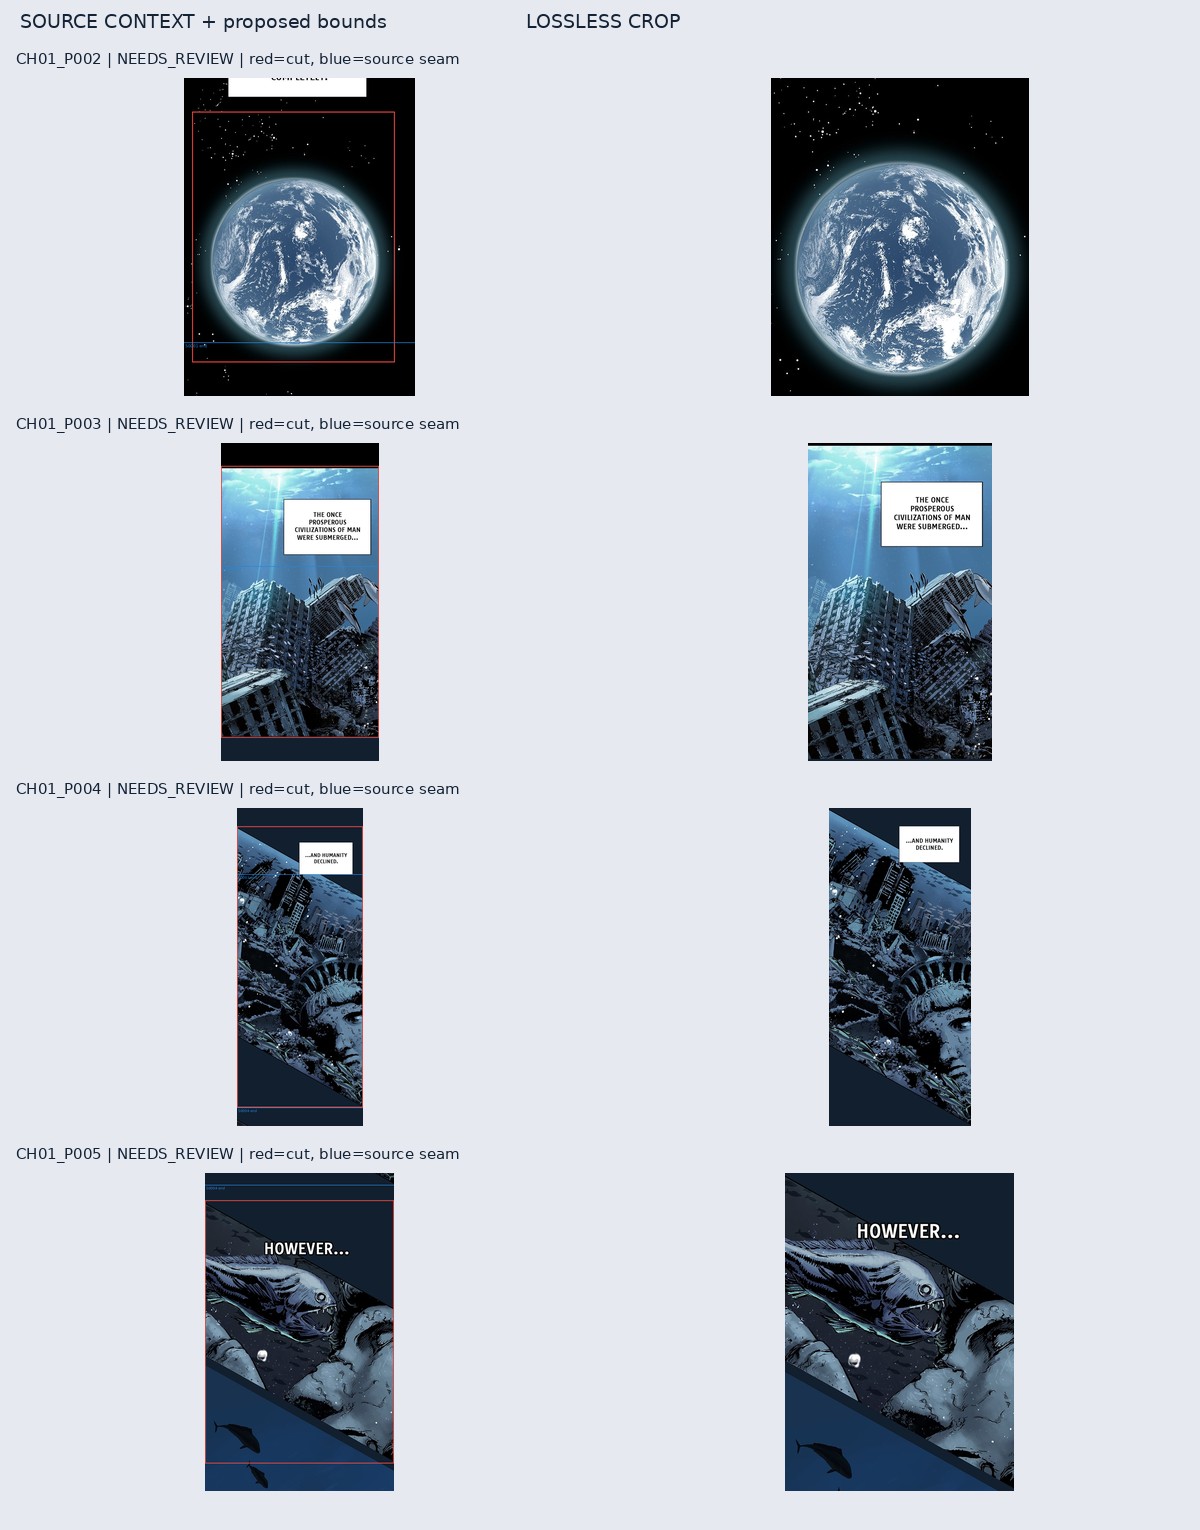 SOURCE CONTEXT + proposed bounds
LOSSLESS CROP
CH01_P002 | NEEDS_REVIEW | red=cut, blue=source seam
CH01_P003 | NEEDS_REVIEW | red=cut, blue=source seam
THE ONCE
PROSPEROUS
CIVILIZATIONS OF MAN
WERE SUBMERGED...
THE ONCE
PROSPEROUS
CIVILIZATIONS OF MAN
WERE SUBMERGED...
CH01_P004 | NEEDS_REVIEW | red=cut, blue=source seam
...AND HUMANITY
DECLINED.
...AND HUMANITY
DECLINED.
CH01_P005 | NEEDS_REVIEW | red=cut, blue=source seam
HOWEVER...
HOWEVER...